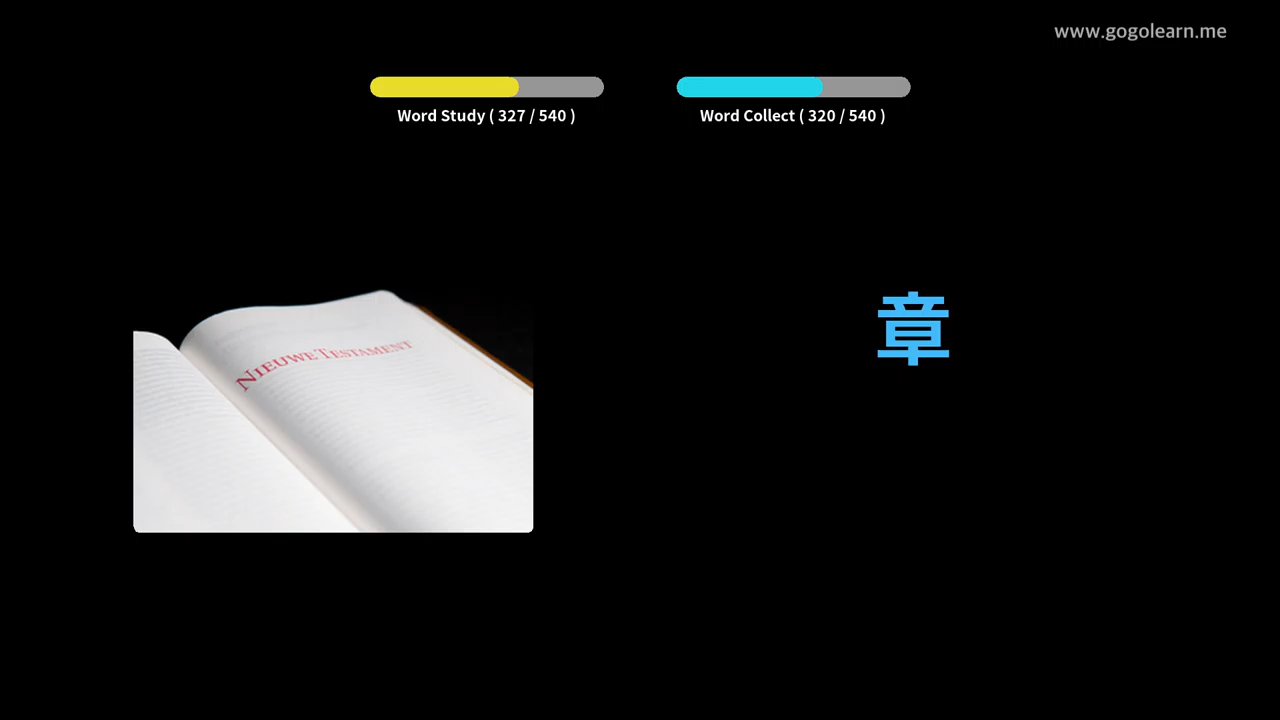 www.gogolearn.me
Word Study ( 327 / 540 )
Word Collect ( 320 / 540 )
NIEUWE TESTAMENT
章